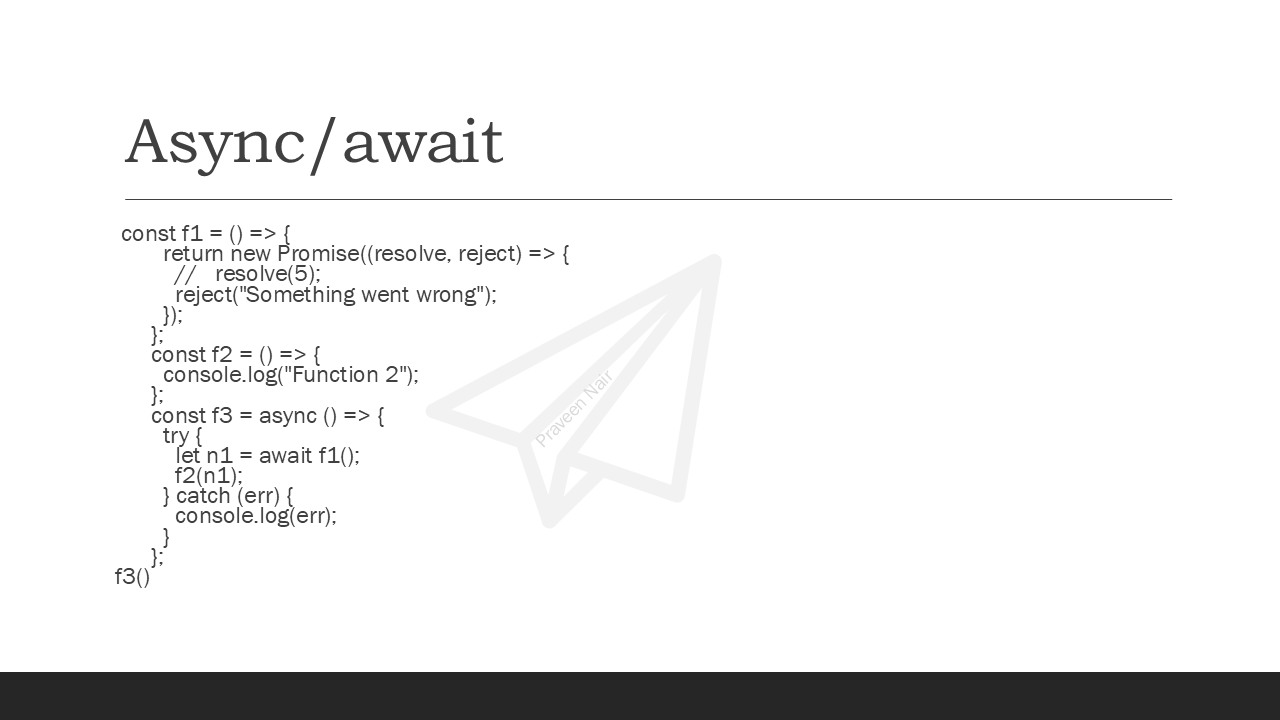 Async/await
const f1 = () => {
return new Promise((resolve, reject) => {
// resolve(5);
reject("Something went wrong");
});
};
const f2 = () => {
console.log("Function 2");
};
const f3 = async () => {
try {
let n1 = await f1();
f2(n1);
} catch (err) {
console.log(err);
}
};
f3()
Praveen Nair